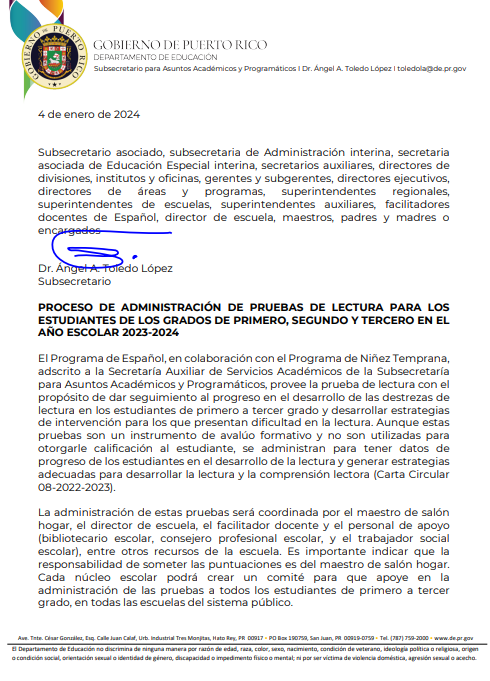 GOBIERNO DE PUERTO RICO
GOBIERNO DE PUERTO RICO
DEPARTAMENTO DE EDUCACIÓN
Subsecretario para Asuntos Académicos y Programáticos I Dr. Ángel A. Toledo López I toledola@de.pr.gov
4 de enero de 2024
Subsecretario asociado, subsecretaria de Administración interina, secretaria
asociada de Educación Especial interina, secretarios auxiliares, directores de
divisiones, institutos y oficinas, gerentes y subgerentes, directores ejecutivos,
directores de áreas y programas, superintendentes regionales,
superintendentes de escuelas, superintendentes auxiliares, facilitadores
docentes de Español, director de escuela, maestros, padres y madres o
encargados
Dr. Ángel A. Toledo López
Subsecretario
PROCESO DE ADMINISTRACIÓN DE PRUEBAS DE LECTURA PARA LOS
ESTUDIANTES DE LOS GRADOS DE PRIMERO, SEGUNDO Y TERCERO EN EL
AÑO ESCOLAR 2023-2024
El Programa de Español, en colaboración con el Programa de Niñez Temprana,
adscrito a la Secretaría Auxiliar de Servicios Académicos de la Subsecretaría
para Asuntos Académicos y Programáticos, provee la prueba de lectura con el
propósito de dar seguimiento al progreso en el desarrollo de las destrezas de
lectura en los estudiantes de primero a tercer grado y desarrollar estrategias
de intervención para los que presentan dificultad en la lectura. Aunque estas
pruebas son un instrumento de avalúo formativo y no son utilizadas para
otorgarle calificación al estudiante, se administran para tener datos de
progreso de los estudiantes en el desarrollo de la lectura y generar estrategias
adecuadas para desarrollar la lectura y la comprensión lectora (Carta Circular
08-2022-2023).
La administración de estas pruebas será coordinada por el maestro de salón
hogar, el director de escuela, el facilitador docente y el personal de apoyo
(bibliotecario escolar, consejero profesional escolar, y el trabajador social
escolar), entre otros recursos de la escuela. Es importante indicar que la
responsabilidad de someter las puntuaciones es del maestro de salón hogar.
Cada núcleo escolar podrá crear un comité para que apoye en la
administración de las pruebas a todos los estudiantes de primero a tercer
grado, en todas las escuelas del sistema público.
Ave. Tnte. César González, Esq. Calle Juan Calaf, Urb. Industrial Tres Monjitas, Hato Rey, PR 00917 • PO Box 190759, San Juan, PR 00919-0759 • Tel. (787) 759-2000 • www.de.pr.gov
El Departamento de Educación no discrimina de ninguna manera por razón de edad, raza, color, sexo, nacimiento, condición de veterano, ideología política o religiosa, origen
o condición social, orientación sexual o identidad de género, discapacidad o impedimento físico o mental; ni por ser víctima de violencia doméstica, agresión sexual o acecho.